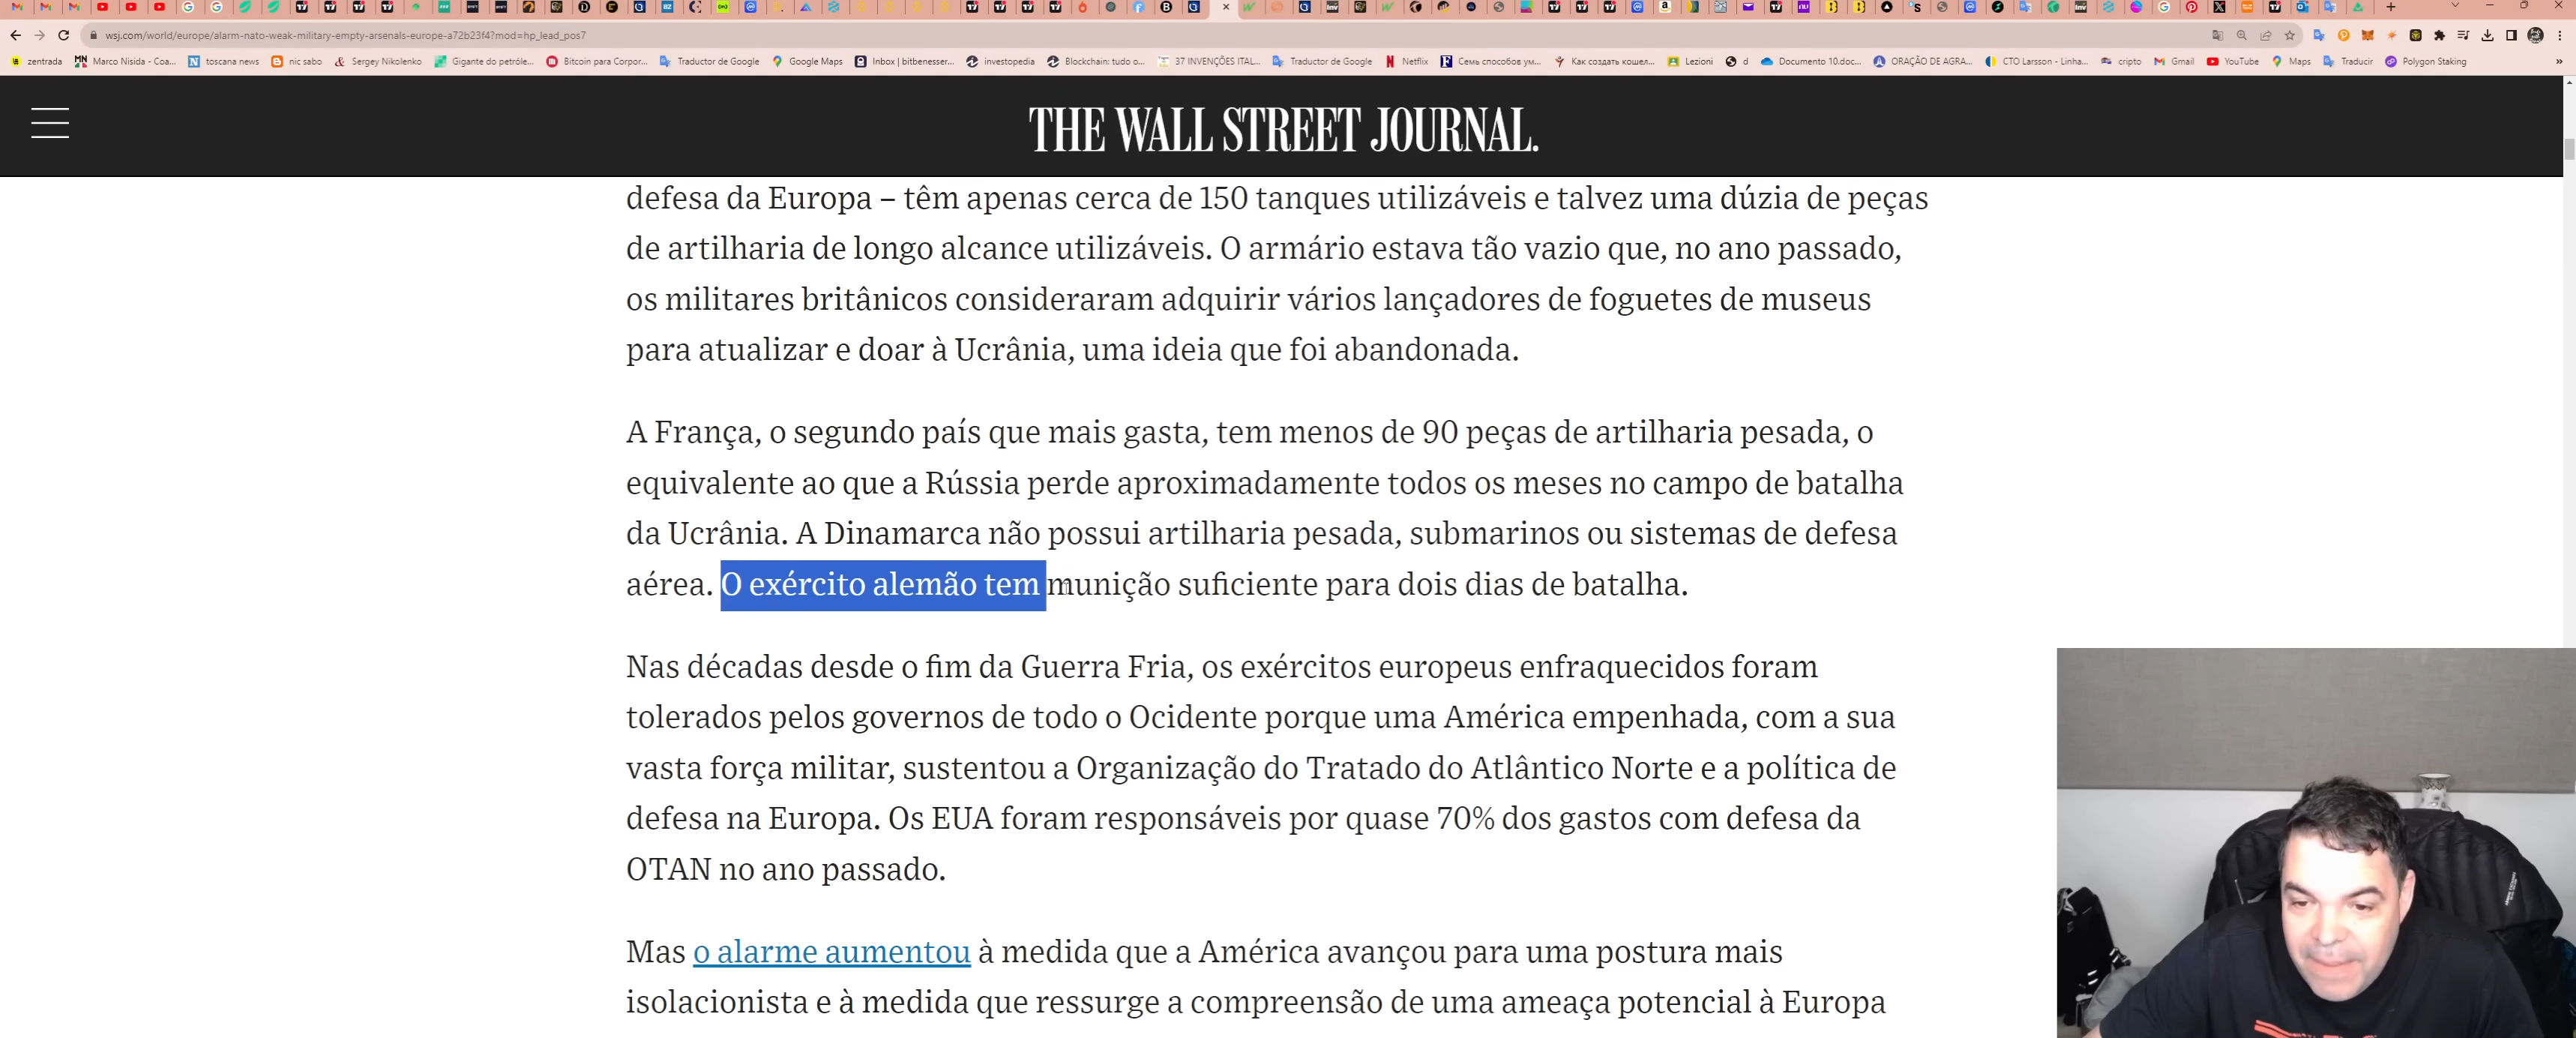 wsj.com/world/europe/alarm-nato-weak-military-empty-arsenals-europe-a72b23f4?mod=hp_lead_pos7
zentrada
Marco Nisida - Coa...
toscana news
nic sabo
Sergey Nikolenko
Gigante do petróle...
Bitcoin para Corpor...
Traductor de Google
Google Maps
Inbox | bitbenesser...
investopedia
Blockchain: tudo o...
37 INVENÇÕES ITAL...
Traductor de Google
Netflix
Семь способов ум...
Как создать кошел...
Lezioni
d
Documento 10.doc...
ORAÇÃO DE AGRA...
CTO Larsson - Linha...
cripto
Gmail
YouTube
Maps
Traducir
Polygon Staking
THE WALL STREET JOURNAL.
defesa da Europa – têm apenas cerca de 150 tanques utilizáveis e talvez uma dúzia de peças
de artilharia de longo alcance utilizáveis. O armário estava tão vazio que, no ano passado,
os militares britânicos consideraram adquirir vários lançadores de foguetes de museus
para atualizar e doar à Ucrânia, uma ideia que foi abandonada.
A França, o segundo país que mais gasta, tem menos de 90 peças de artilharia pesada, o
equivalente ao que a Rússia perde aproximadamente todos os meses no campo de batalha
da Ucrânia. A Dinamarca não possui artilharia pesada, submarinos ou sistemas de defesa
aérea. O exército alemão tem munição suficiente para dois dias de batalha.
Nas décadas desde o fim da Guerra Fria, os exércitos europeus enfraquecidos foram
tolerados pelos governos de todo o Ocidente porque uma América empenhada, com a sua
vasta força militar, sustentou a Organização do Tratado do Atlântico Norte e a política de
defesa na Europa. Os EUA foram responsáveis por quase 70% dos gastos com defesa da
OTAN no ano passado.
Mas o alarme aumentou à medida que a América avançou para uma postura mais
isolacionista e à medida que ressurge a compreensão de uma ameaça potencial à Europa